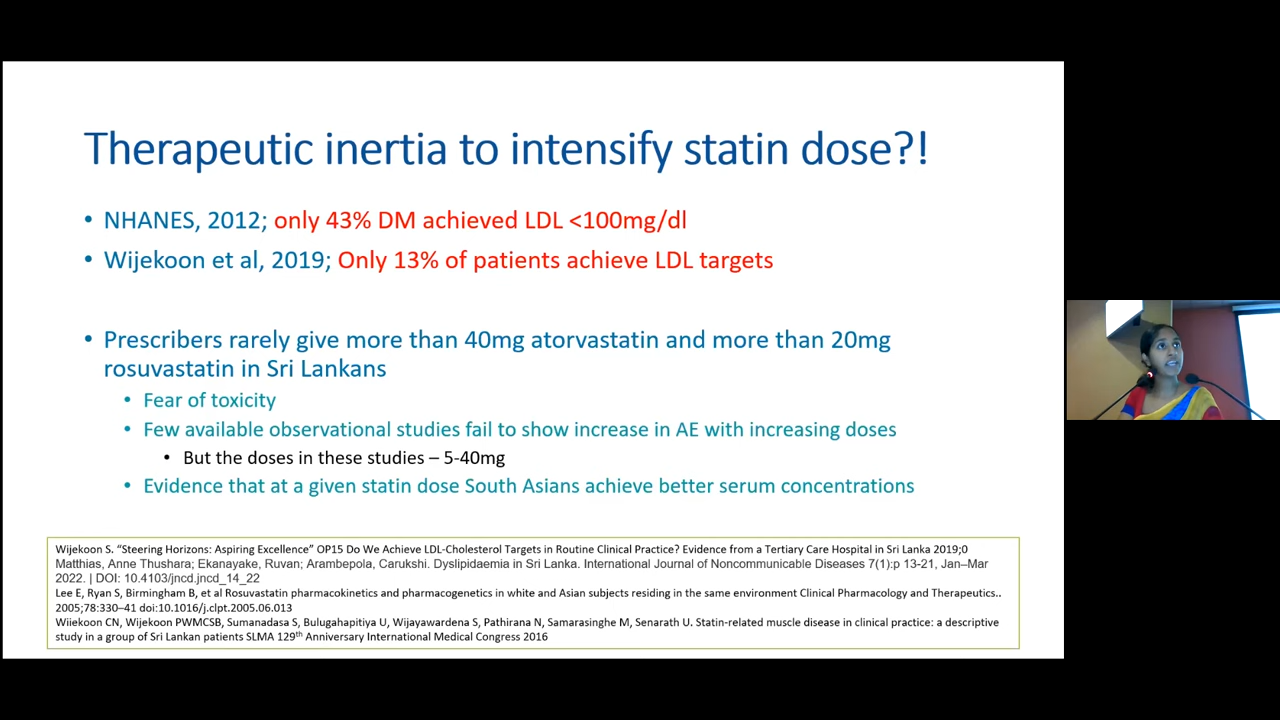 Therapeutic inertia to intensify statin dose?!
• NHANES, 2012; only 43% DM achieved LDL <100mg/dl
• Wijekoon et al, 2019; Only 13% of patients achieve LDL targets
• Prescribers rarely give more than 40mg atorvastatin and more than 20mg
rosuvastatin in Sri Lankans
• Fear of toxicity
• Few available observational studies fail to show increase in AE with increasing doses
• But the doses in these studies – 5-40mg
• Evidence that at a given statin dose South Asians achieve better serum concentrations
Wijekoon S. “Steering Horizons: Aspiring Excellence” OP15 Do We Achieve LDL-Cholesterol Targets in Routine Clinical Practice? Evidence from a Tertiary Care Hospital in Sri Lanka 2019;0
Matthias, Anne Thushara; Ekanayake, Ruvan; Arambepola, Carukshi. Dyslipidaemia in Sri Lanka. International Journal of Noncommunicable Diseases 7(1):p 13-21, Jan–Mar
2022. | DOI: 10.4103/jncd.jncd_14_22
Lee E, Ryan S, Birmingham B, et al Rosuvastatin pharmacokinetics and pharmacogenetics in white and Asian subjects residing in the same environment Clinical Pharmacology and Therapeutics..
2005;78:330–41 doi:10.1016/j.clpt.2005.06.013
Wiiekoon CN, Wijekoon PWMCSB, Sumanadasa S, Bulugahapitiya U, Wijayawardena S, Pathirana N, Samarasinghe M, Senarath U. Statin-related muscle disease in clinical practice: a descriptive
study in a group of Sri Lankan patients SLMA 129th Anniversary International Medical Congress 2016